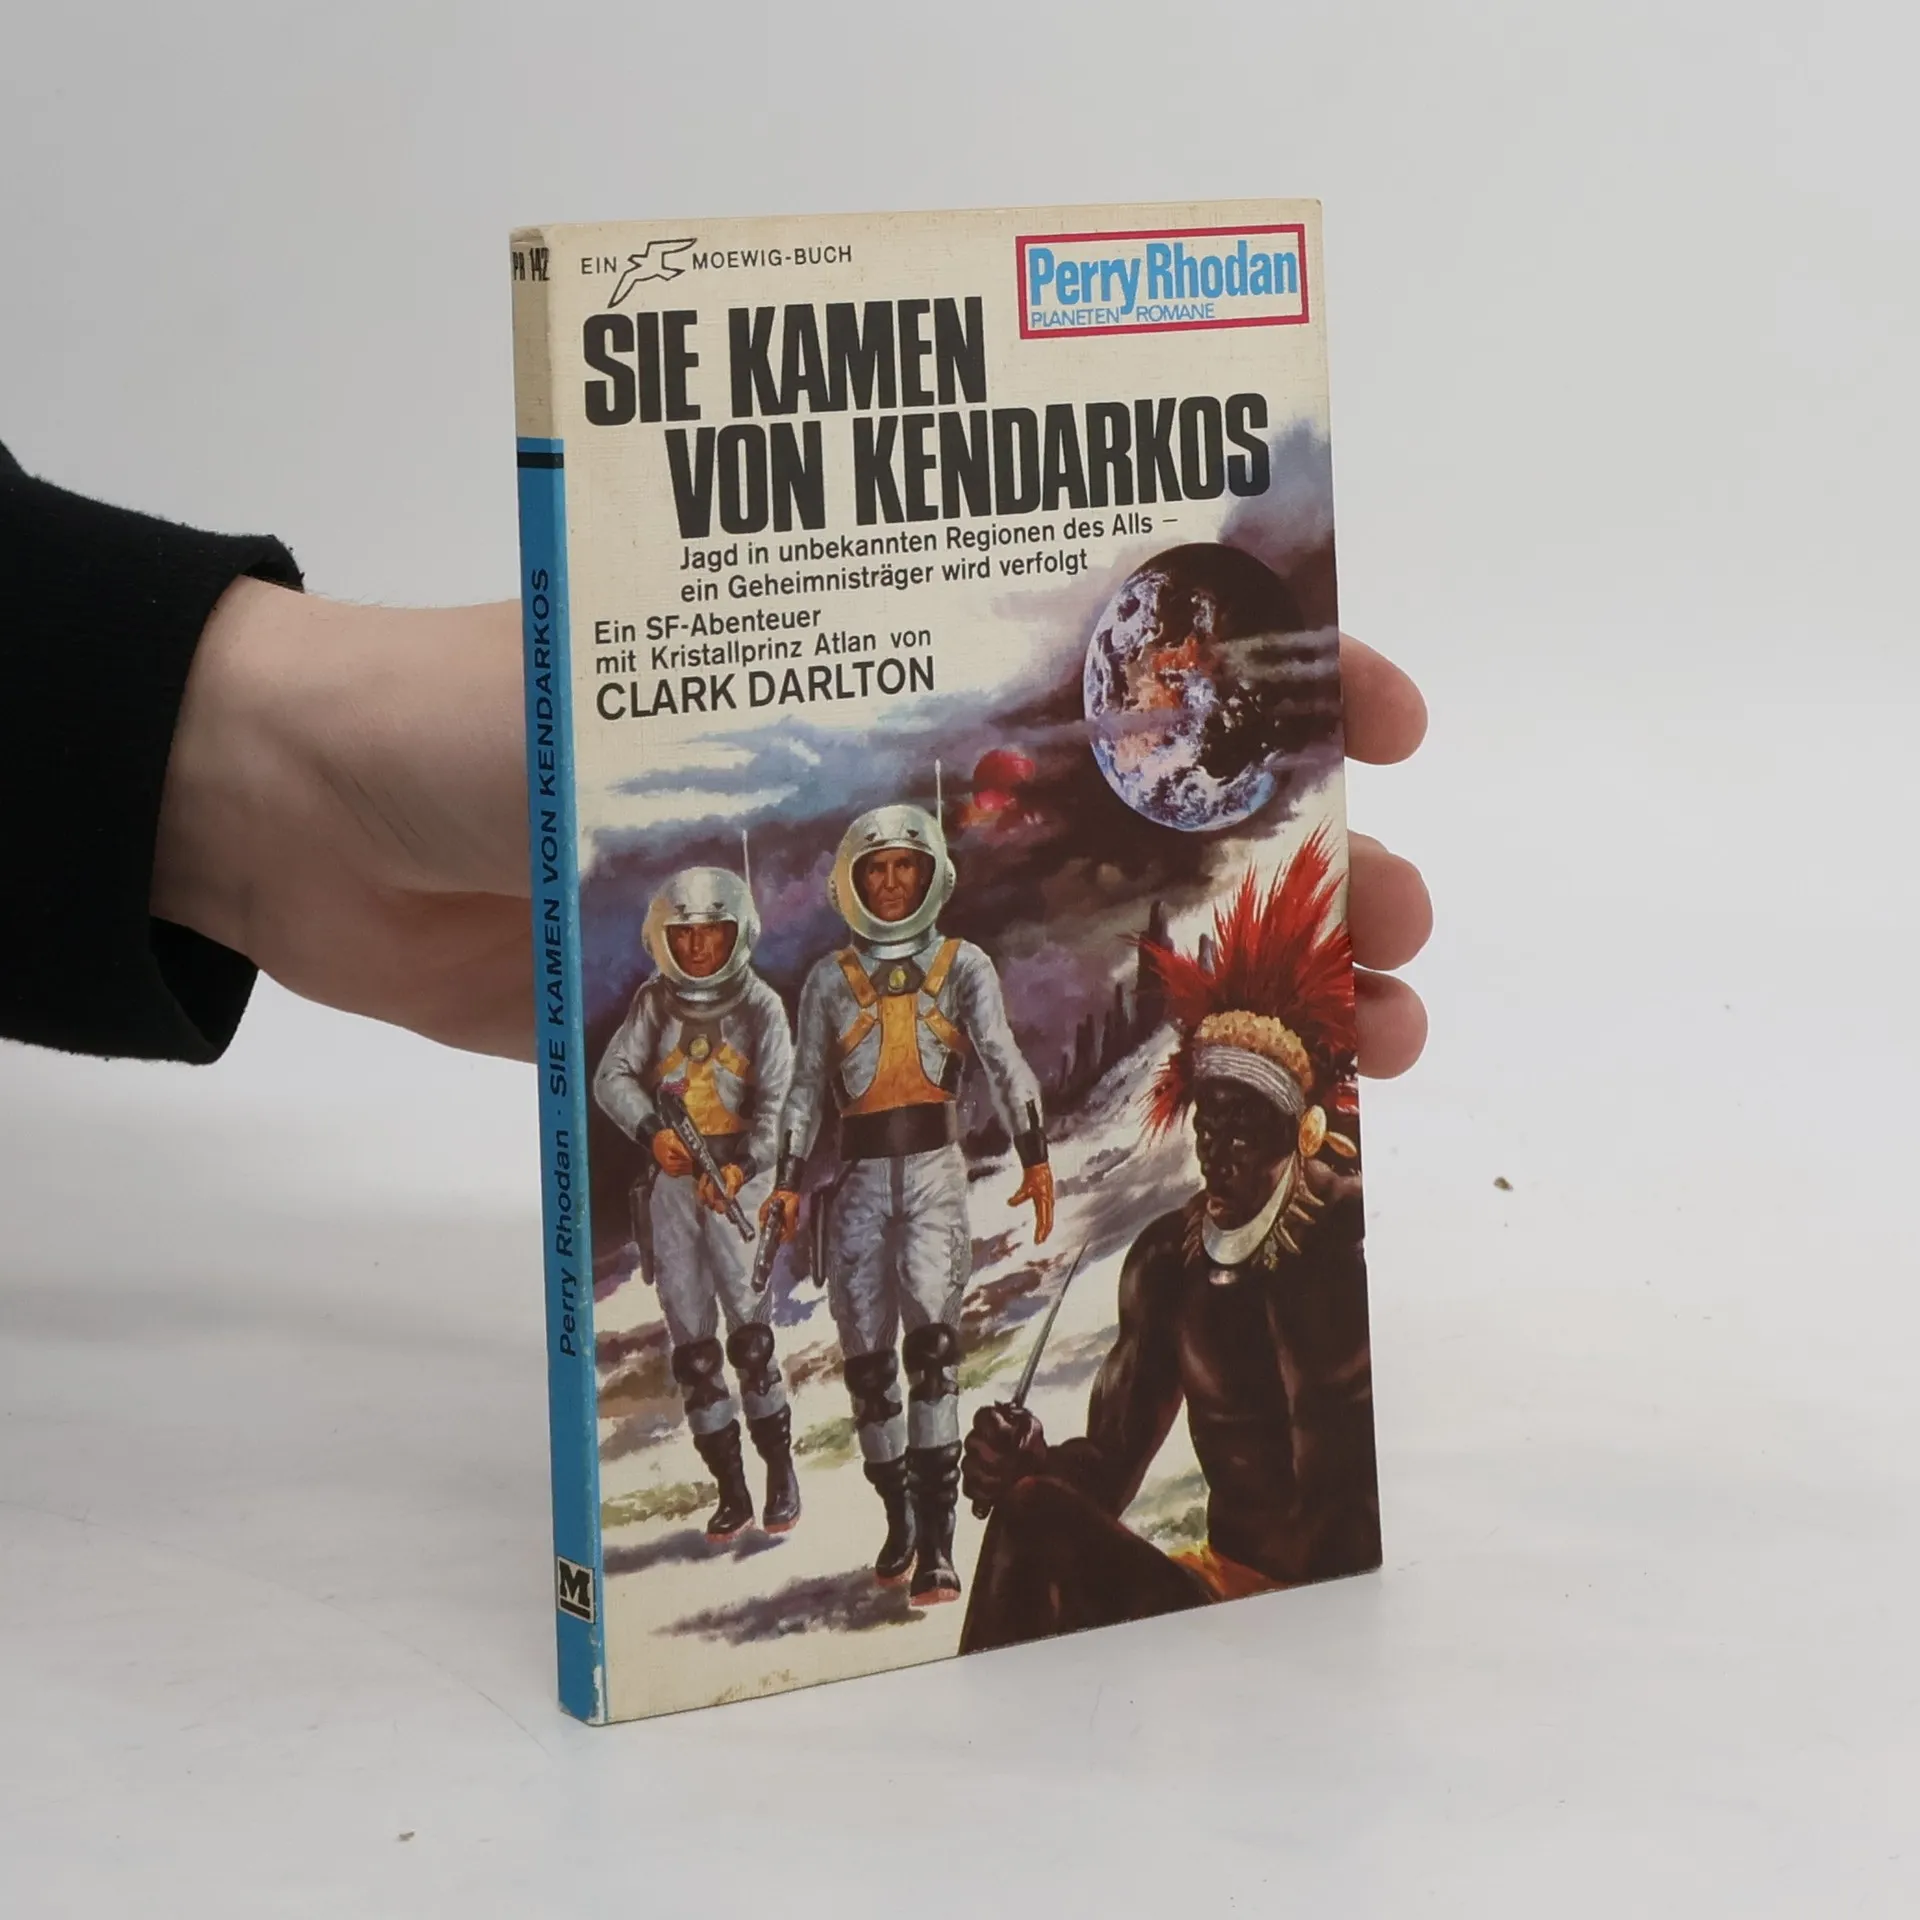 PR 142
EIN MOEWIG-BUCH
Perry Rhodan
PLANETEN ROMANE
SIE KAMEN
VON KENDARKOS
Jagd in unbekannten Regionen des Alls –
ein Geheimnisträger wird verfolgt
Ein SF-Abenteuer
mit Kristallprinz Atlan von
CLARK DARLTON
Perry Rhodan · SIE KAMEN VON KENDARKOS
M